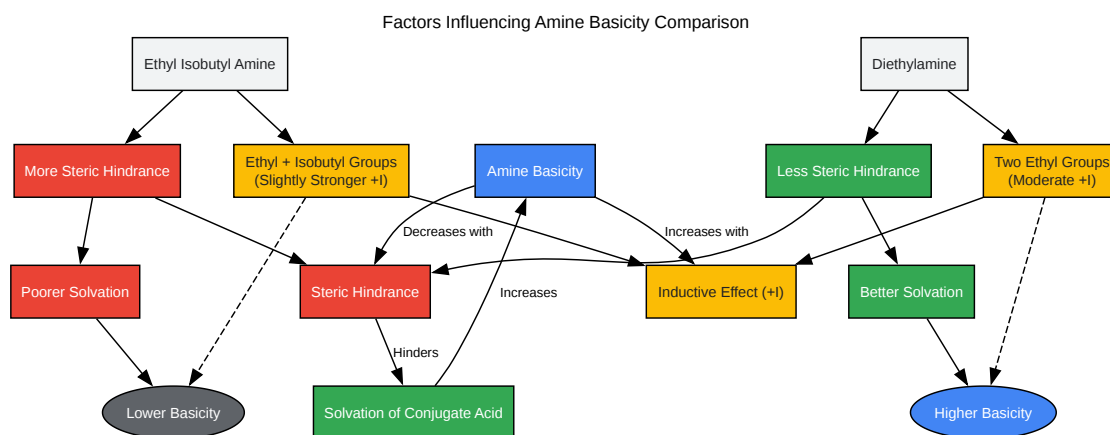 Factors Influencing Amine Basicity Comparison
Ethyl Isobutyl Amine
Diethylamine
More Steric Hindrance
Ethyl + Isobutyl Groups
(Slightly Stronger +I)
Amine Basicity
Less Steric Hindrance
Two Ethyl Groups
(Moderate +I)
Decreases with
Increases with
Poorer Solvation
Steric Hindrance
Increases
Inductive Effect (+I)
Better Solvation
Hinders
Lower Basicity
Solvation of Conjugate Acid
Higher Basicity